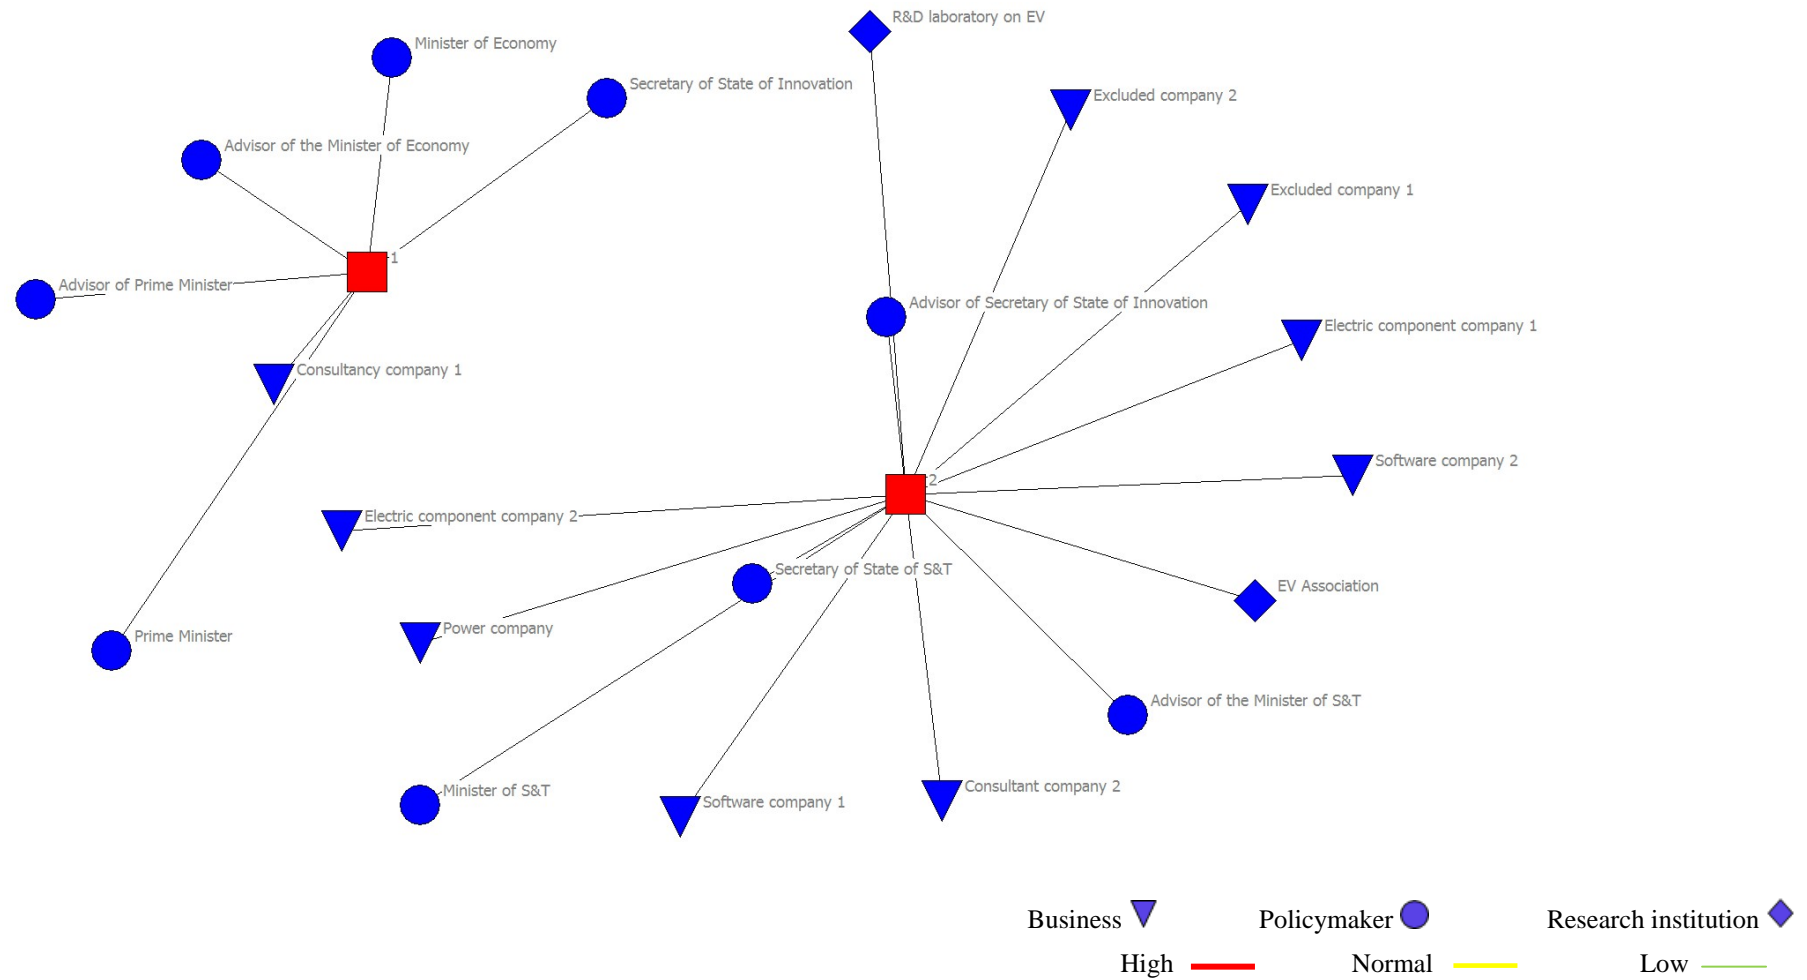 R&D laboratory on EV
Minister of Economy
Secretary of State of Innovation
Excluded company 2
Advisor of the Minister of Economy
Excluded company 1
1
Advisor of Prime Minister
Advisor of Secretary of State of Innovation
Electric component company 1
Consultancy company 1
Software company 2
2
Electric component company 2
Secretary of State of S&T
EV Association
Power company
Prime Minister
Advisor of the Minister of S&T
Minister of S&T
Software company 1
Consultant company 2
Business Policymaker Research institution
High Normal Low